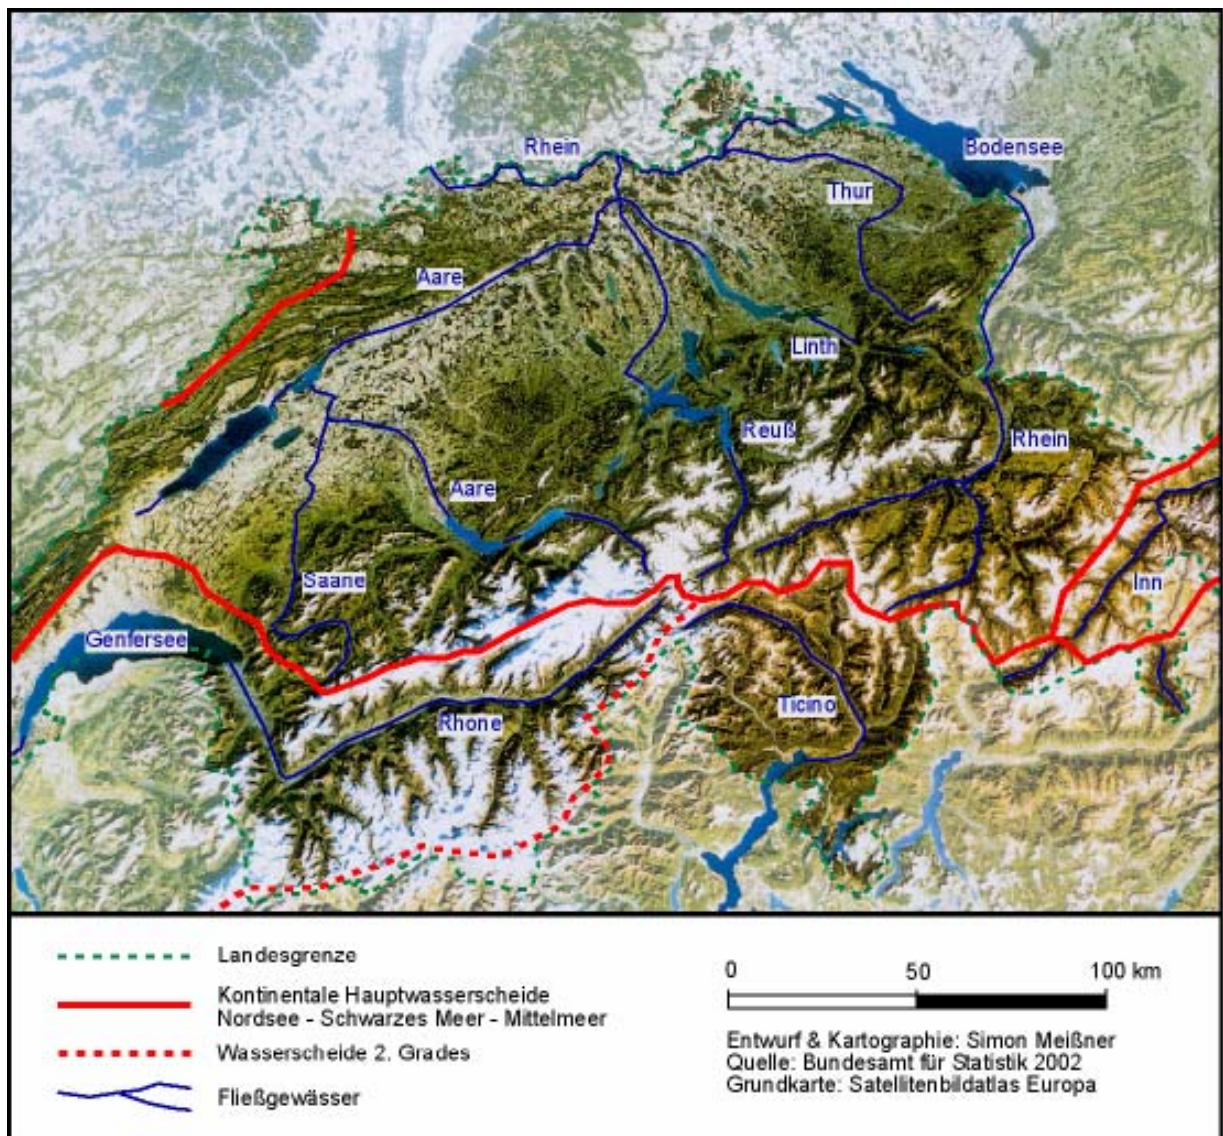 Rhein
Bodensee
Thur
Aare
Linth
Reuß
Rhein
Aare
Saane
Inn
Genfersee
Ticino
Rhone
Landesgrenze
Kontinentale Hauptwasserscheide
Nordsee - Schwarzes Meer - Mittelmeer
Wasserscheide 2. Grades
Fließgewässer
0 50 100 km
Entwurf & Kartographie: Simon Meißner
Quelle: Bundesamt für Statistik 2002
Grundkarte: Satellitenbildatlas Europa